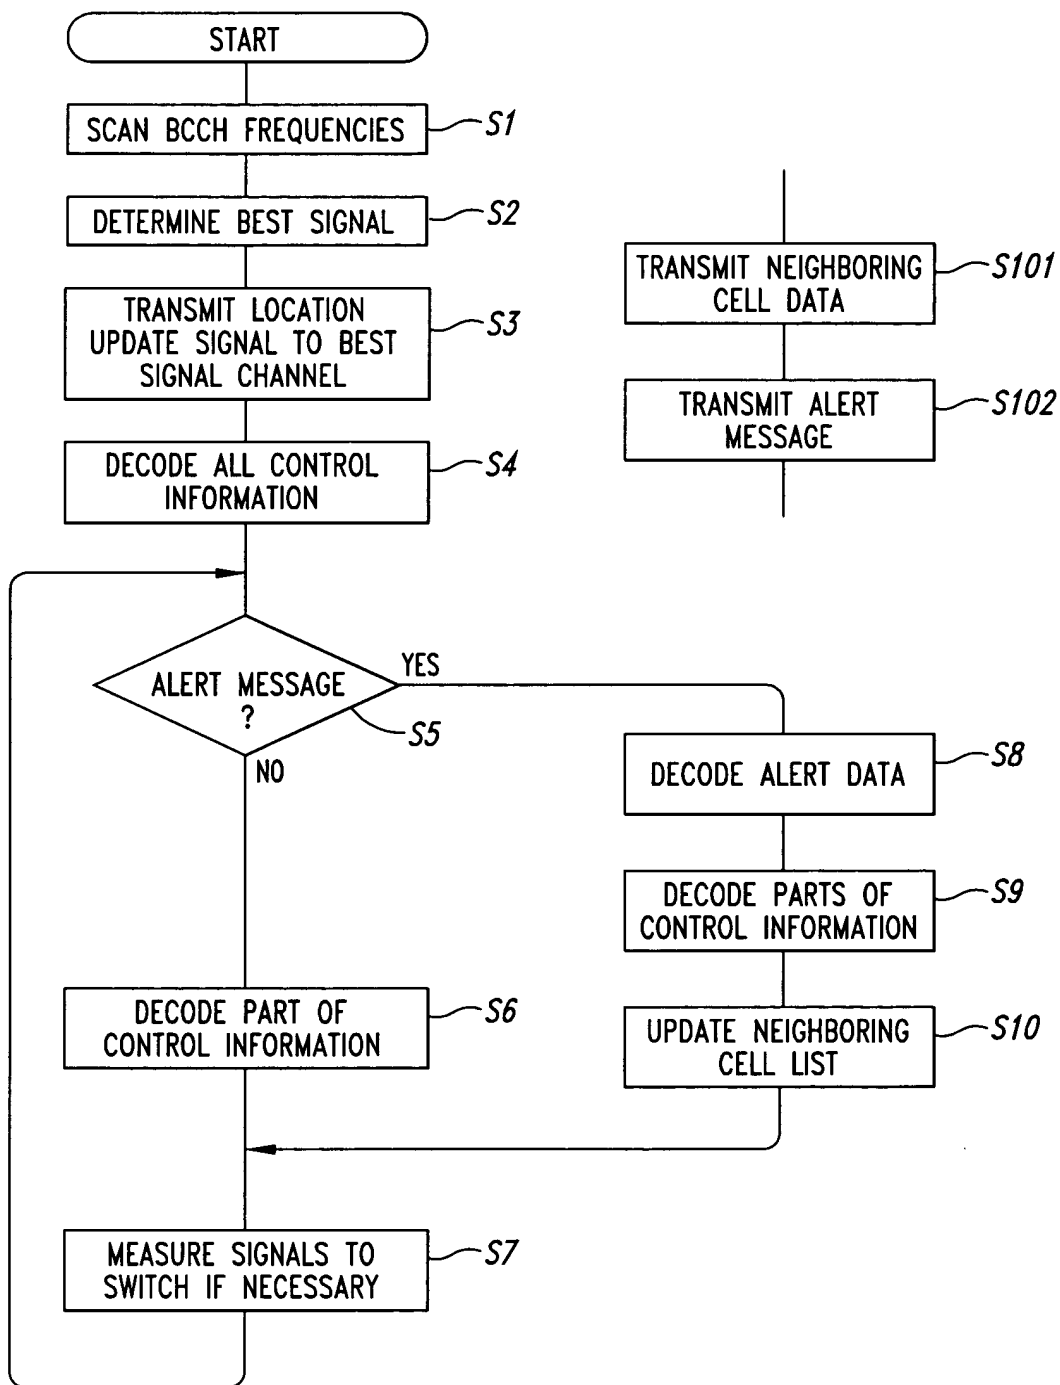 START
SCAN BCCH FREQUENCIES
S1
DETERMINE BEST SIGNAL
S2
TRANSMIT LOCATION
UPDATE SIGNAL TO BEST
SIGNAL CHANNEL
S3
DECODE ALL CONTROL
INFORMATION
S4
TRANSMIT NEIGHBORING
CELL DATA
S101
TRANSMIT ALERT
MESSAGE
S102
ALERT MESSAGE
?
S5
YES
NO
DECODE ALERT DATA
S8
DECODE PARTS OF
CONTROL INFORMATION
S9
UPDATE NEIGHBORING
CELL LIST
S10
DECODE PART OF
CONTROL INFORMATION
S6
MEASURE SIGNALS TO
SWITCH IF NECESSARY
S7